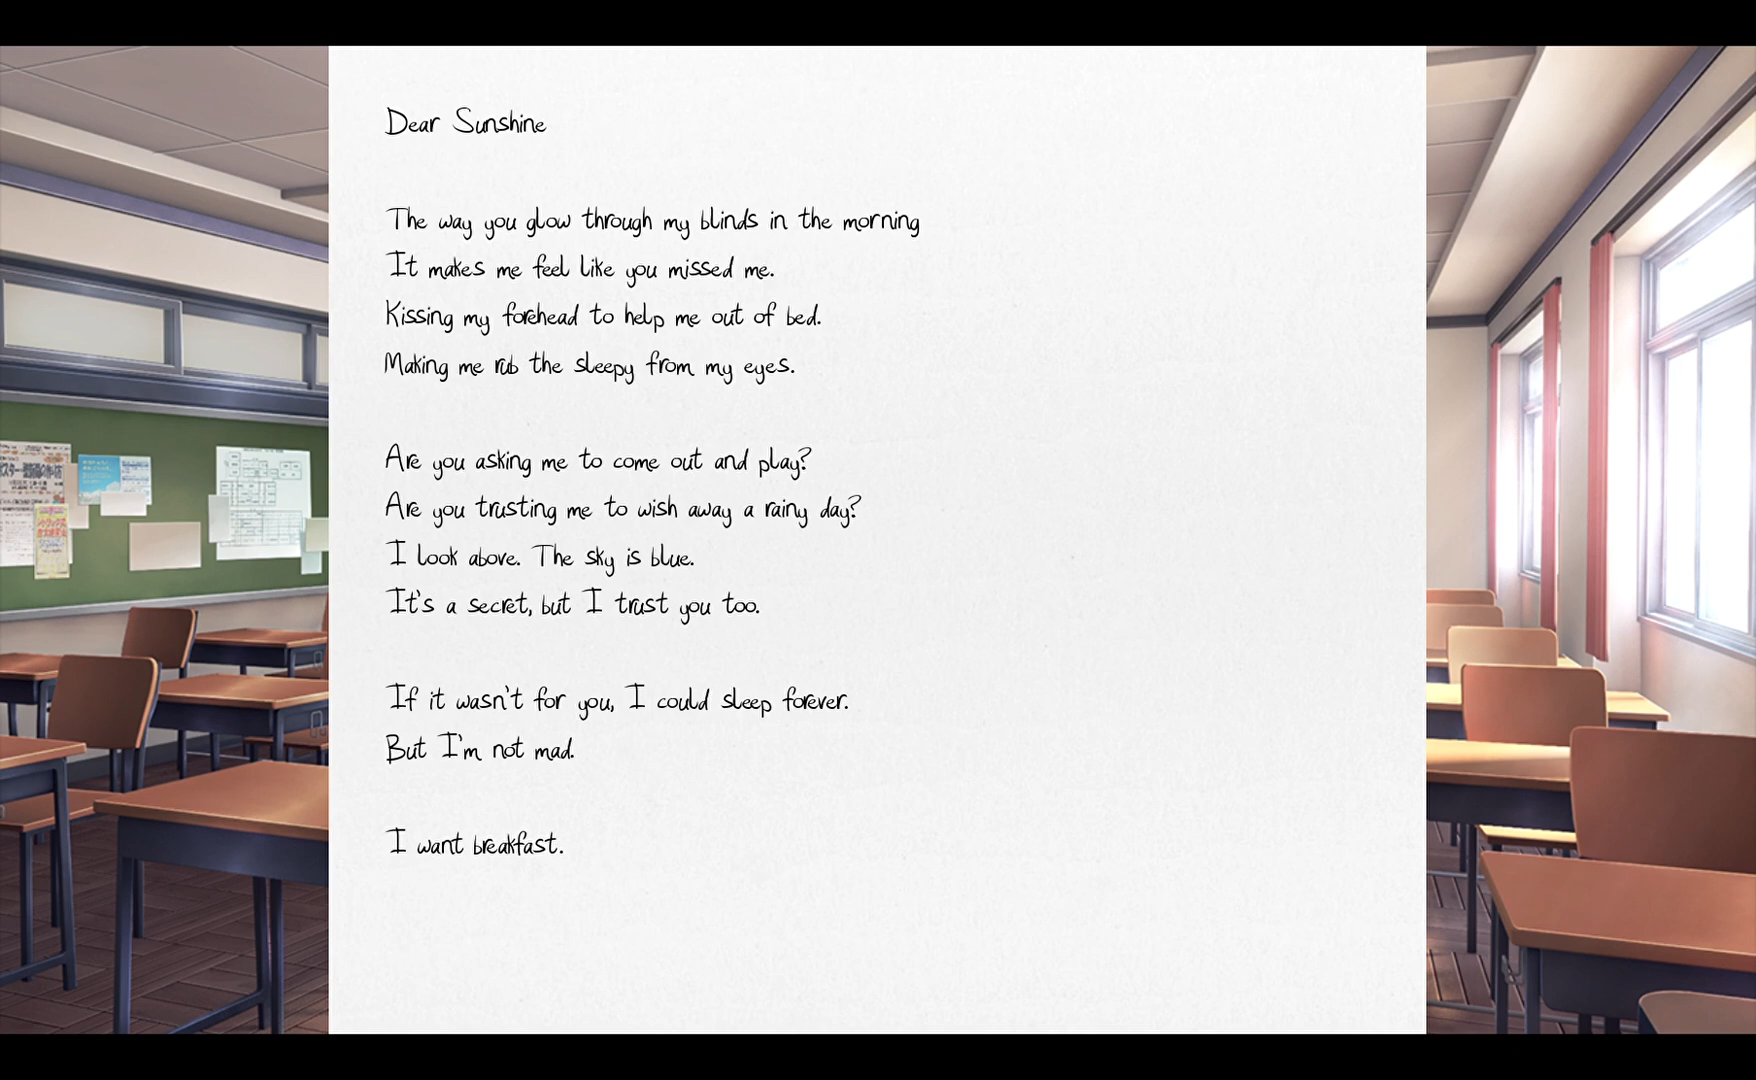 Dear Sunshine
The way you glow through my blinds in the morning
It makes me feel like you missed me.
Kissing my forehead to help me out of bed.
Making me rub the sleepy from my eyes.
Are you asking me to come out and play?
Are you trusting me to wish away a rainy day?
I look above. The sky is blue.
It's a secret, but I trust you too.
If it wasn't for you, I could sleep forever.
But I'm not mad.
I want breakfast.